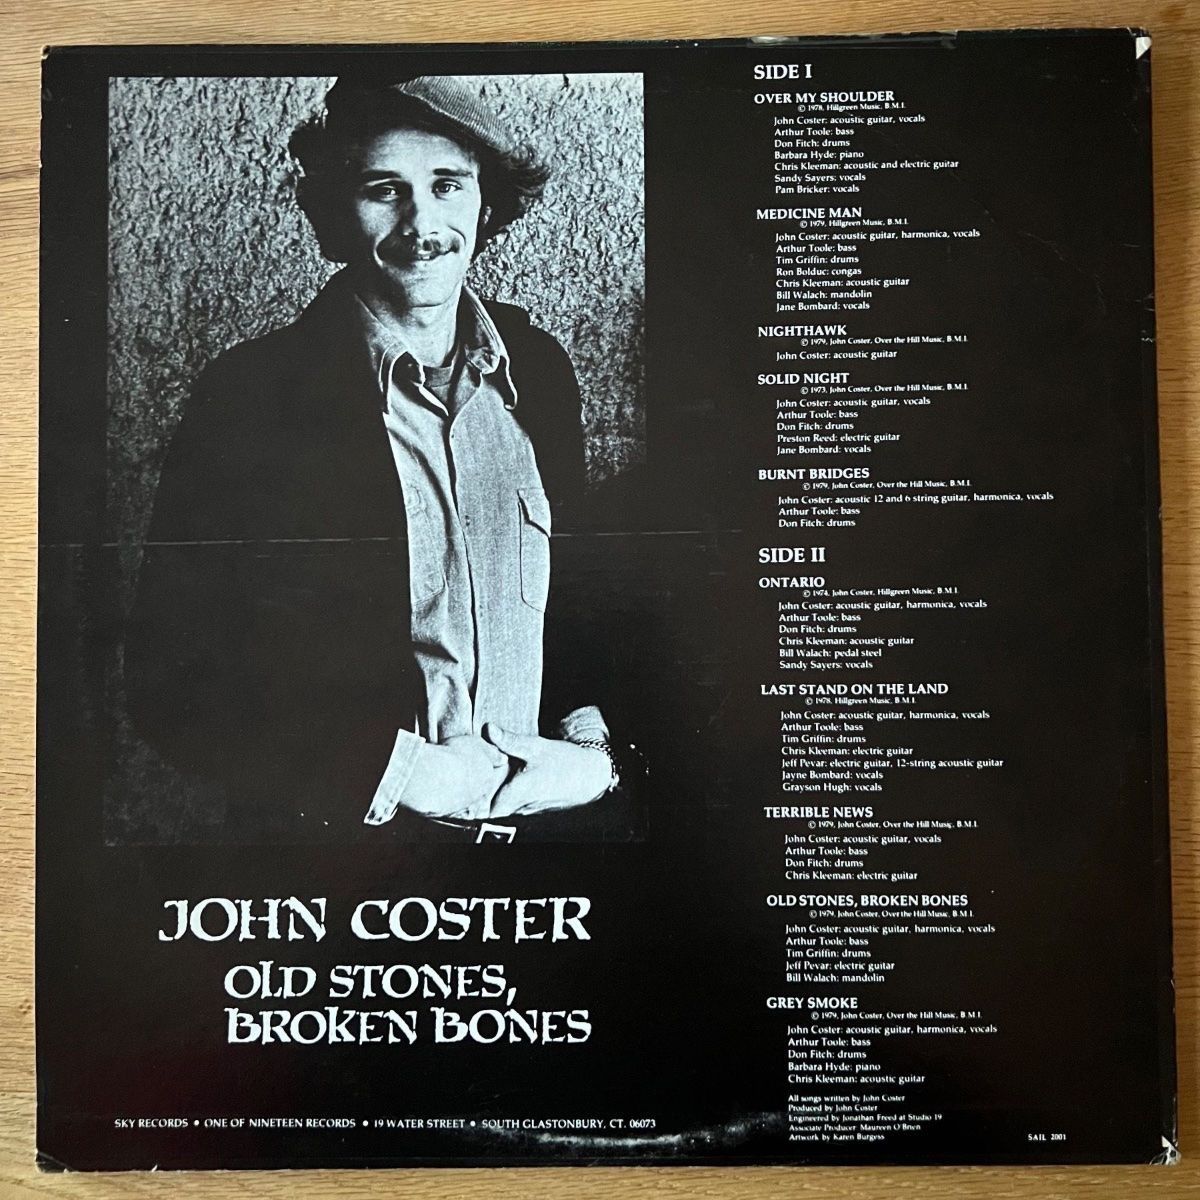 SIDE I
OVER MY SHOULDER
© 1978, Hillgreen Music, B.M.I.
John Coster: acoustic guitar, vocals
Arthur Toole: bass
Don Fitch: drums
Barbara Hyde: piano
Chris Kleeman: acoustic and electric guitar
Sandy Sayers: vocals
Pam Bricker: vocals
MEDICINE MAN
© 1979, Hillgreen Music, B.M.I.
John Coster: acoustic guitar, harmonica, vocals
Arthur Toole: bass
Tim Griffin: drums
Ron Bolduc: congas
Chris Kleeman: acoustic guitar
Bill Walach: mandolin
Jane Bombard: vocals
NIGHTHAWK
© 1979, John Coster, Over the Hill Music, B.M.I.
John Coster: acoustic guitar
SOLID NIGHT
© 1973, John Coster, Over the Hill Music, B.M.I.
John Coster: acoustic guitar, vocals
Arthur Toole: bass
Don Fitch: drums
Preston Reed: electric guitar
Jane Bombard: vocals
BURNT BRIDGES
© 1979, John Coster, Over the Hill Music, B.M.I.
John Coster: acoustic 12 and 6 string guitar, harmonica, vocals
Arthur Toole: bass
Don Fitch: drums
SIDE II
ONTARIO
© 1974, John Coster, Hillgreen Music, B.M.I.
John Coster: acoustic guitar, harmonica, vocals
Arthur Toole: bass
Don Fitch: drums
Chris Kleeman: acoustic guitar
Bill Walach: pedal steel
Sandy Sayers: vocals
LAST STAND ON THE LAND
© 1978, Hillgreen Music, B.M.I.
John Coster: acoustic guitar, harmonica, vocals
Arthur Toole: bass
Tim Griffin: drums
Chris Kleeman: electric guitar
Jeff Pevar: electric guitar, 12-string acoustic guitar
Jayne Bombard: vocals
Grayson Hugh: vocals
TERRIBLE NEWS
© 1979, John Coster, Over the Hill Music, B.M.I.
John Coster: acoustic guitar, vocals
Arthur Toole: bass
Don Fitch: drums
Chris Kleeman: electric guitar
OLD STONES, BROKEN BONES
© 1979, John Coster, Over the Hill Music, B.M.I.
John Coster: acoustic guitar, harmonica, vocals
Arthur Toole: bass
Tim Griffin: drums
Jeff Pevar: electric guitar
Bill Walach: mandolin
GREY SMOKE
© 1979, John Coster, Over the Hill Music, B.M.I.
John Coster: acoustic guitar, harmonica, vocals
Arthur Toole: bass
Don Fitch: drums
Barbara Hyde: piano
Chris Kleeman: acoustic guitar
All songs written by John Coster
Produced by John Coster
Engineered by Jonathan Freed at Studio 19
Associate Producer Maureen O'Brien
Artwork by Karen Burgess
SAIL 2001
JOHN COSTER
OLD STONES,
BROKEN BONES
SKY RECORDS • ONE OF NINETEEN RECORDS • 19 WATER STREET • SOUTH GLASTONBURY, CT. 06073